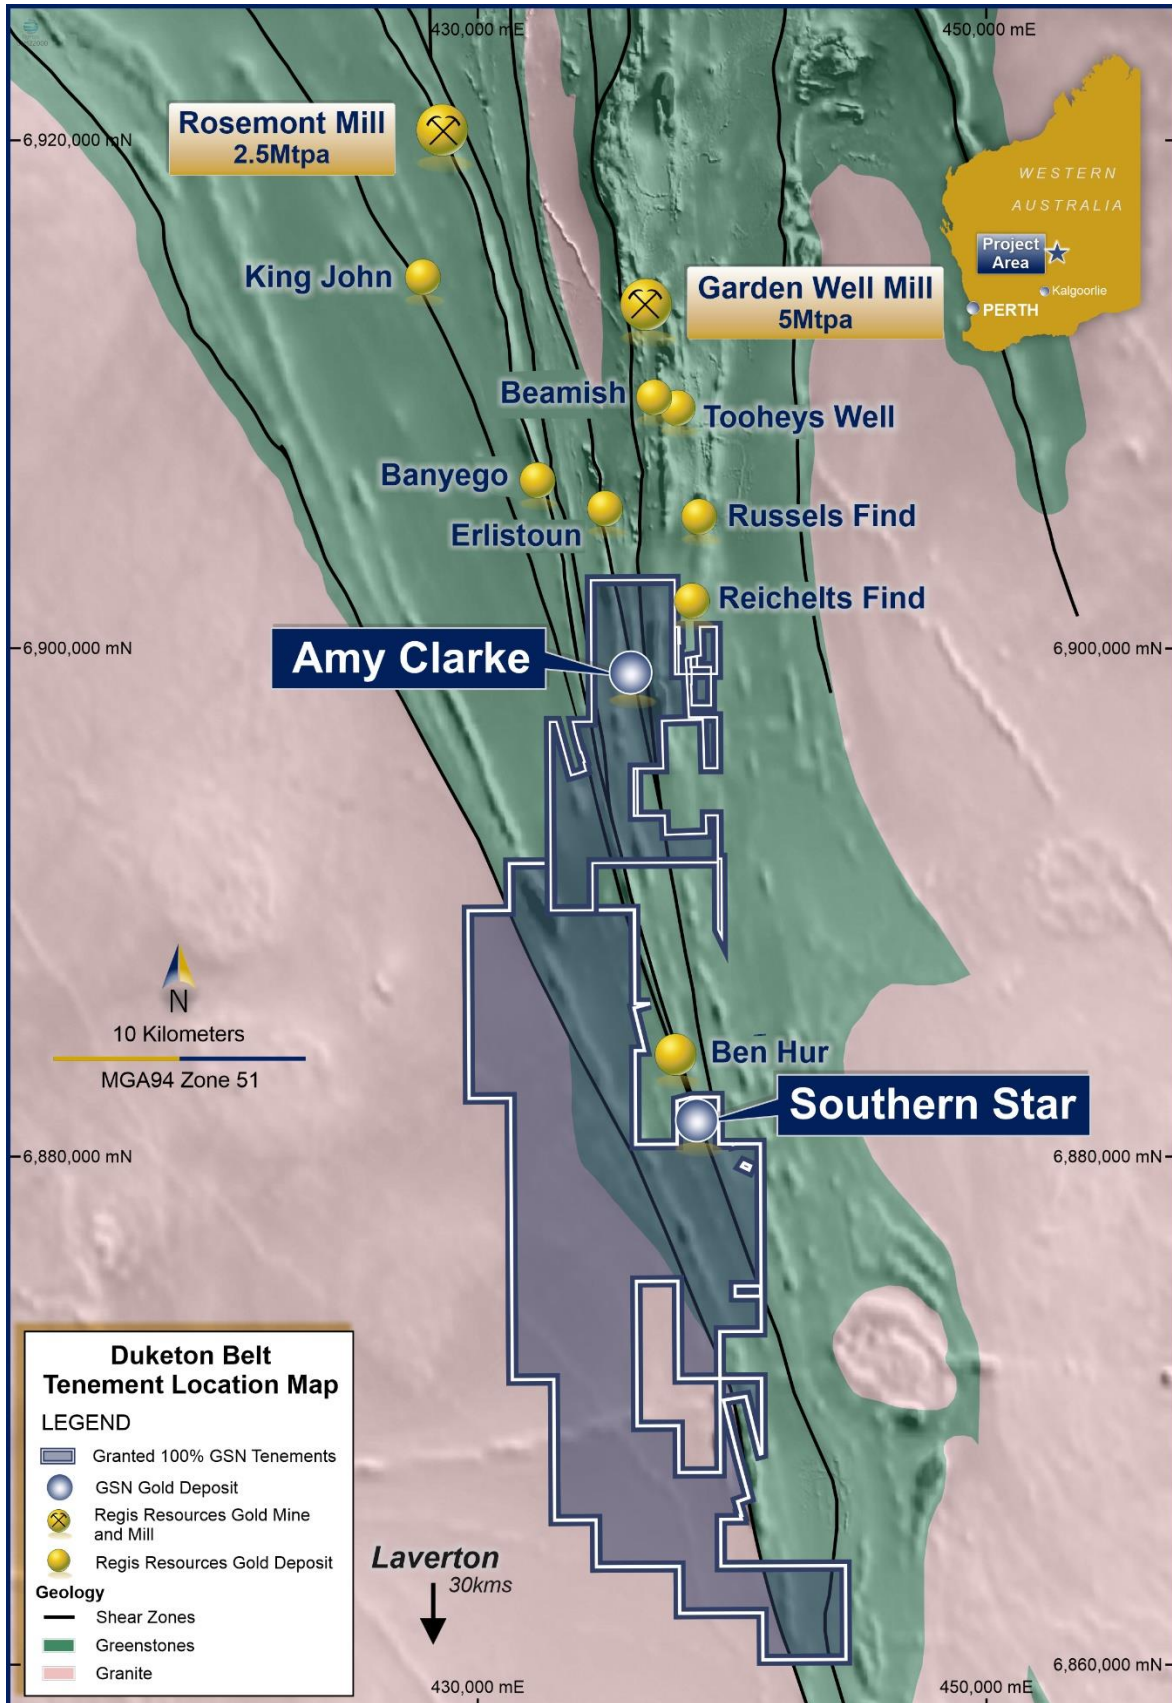 430,000 mE
450,000 mE
6,920,000 mN
Rosemont Mill
2.5Mtpa
WESTERN
AUSTRALIA
Project
Area
Kalgoorlie
PERTH
King John
Garden Well Mill
5Mtpa
Beamish
Tooheys Well
Banyego
Erlistoun
Russels Find
Reichelts Find
6,900,000 mN
6,900,000 mN
Amy Clarke
N
10 Kilometers
MGA94 Zone 51
Ben Hur
Southern Star
6,880,000 mN
6,880,000 mN
Duketon Belt
Tenement Location Map
LEGEND
Granted 100% GSN Tenements
GSN Gold Deposit
Regis Resources Gold Mine
and Mill
Regis Resources Gold Deposit
Geology
Shear Zones
Greenstones
Granite
Laverton
30kms
6,860,000 mN
430,000 mE
450,000 mE